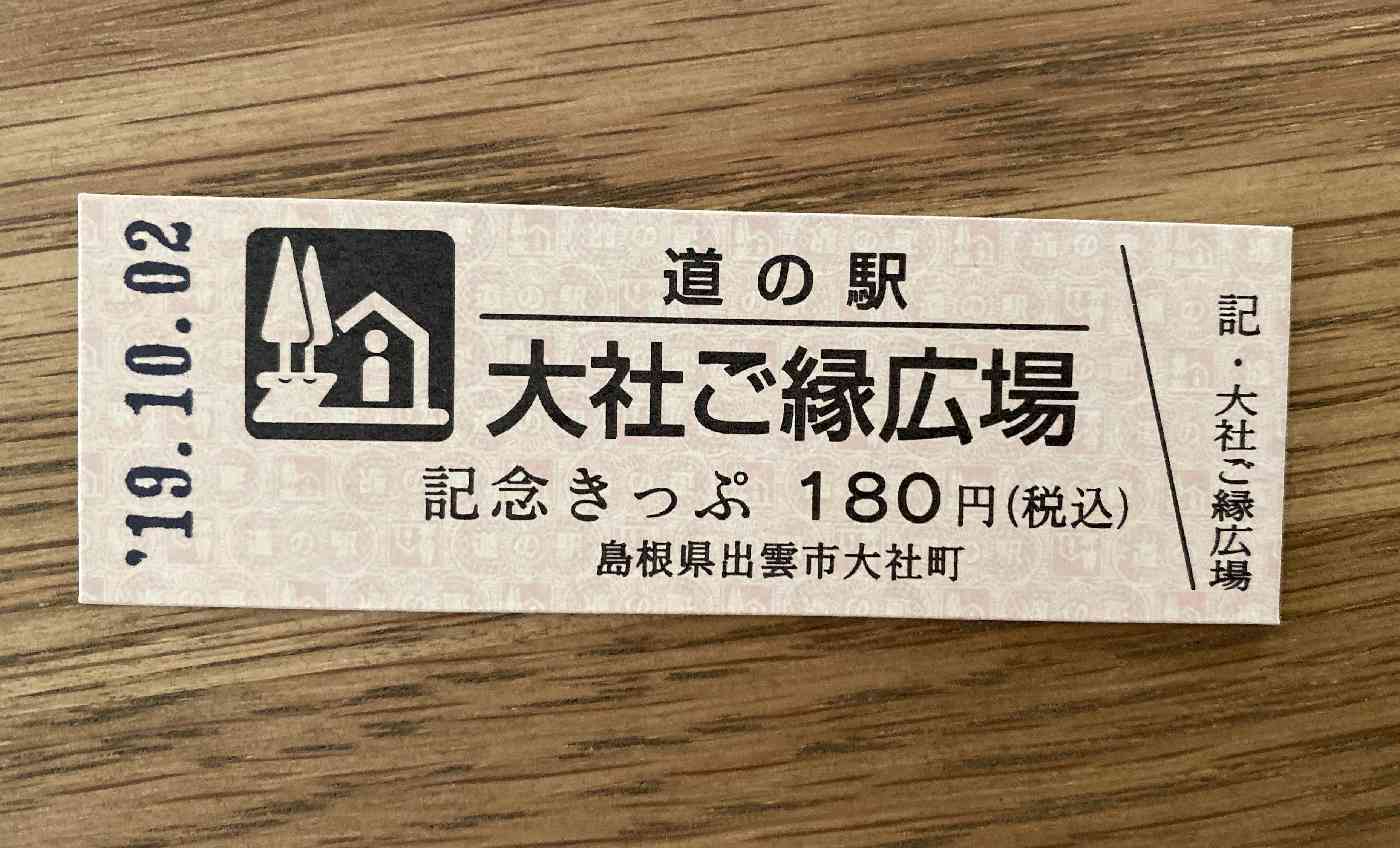 '19.10.02
道の駅
大社ご縁広場
記念きっぷ 180円(税込)
島根県出雲市大社町
記・大社ご縁広場